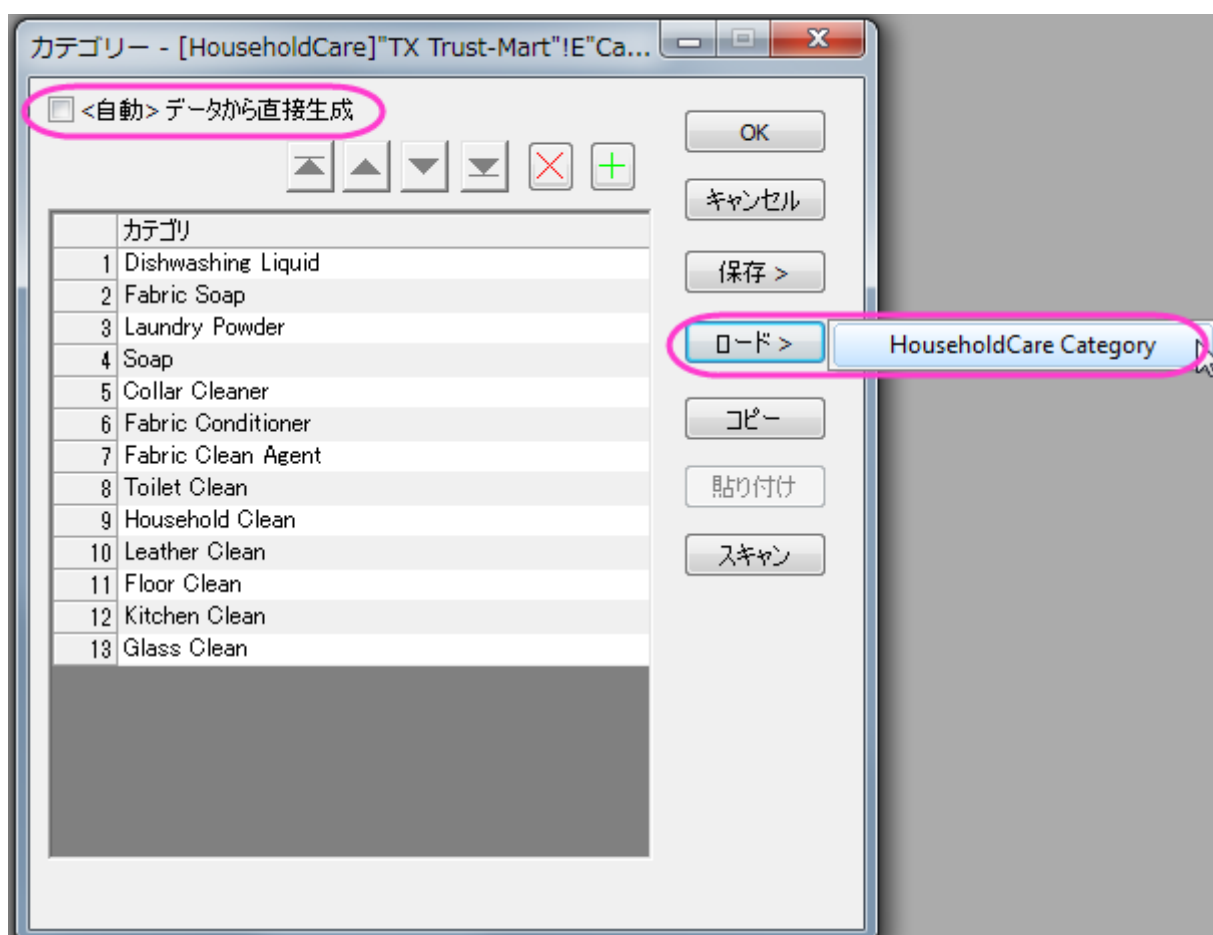 カテゴリー - [HouseholdCare]"TX Trust-Mart"!E"Ca...
<自動> データから直接生成
OK
キャンセル
保存 >
ロード >
HouseholdCare Category
コピー
貼り付け
スキャン
カテゴリ
1 Dishwashing Liquid
2 Fabric Soap
3 Laundry Powder
4 Soap
5 Collar Cleaner
6 Fabric Conditioner
7 Fabric Clean Agent
8 Toilet Clean
9 Household Clean
10 Leather Clean
11 Floor Clean
12 Kitchen Clean
13 Glass Clean